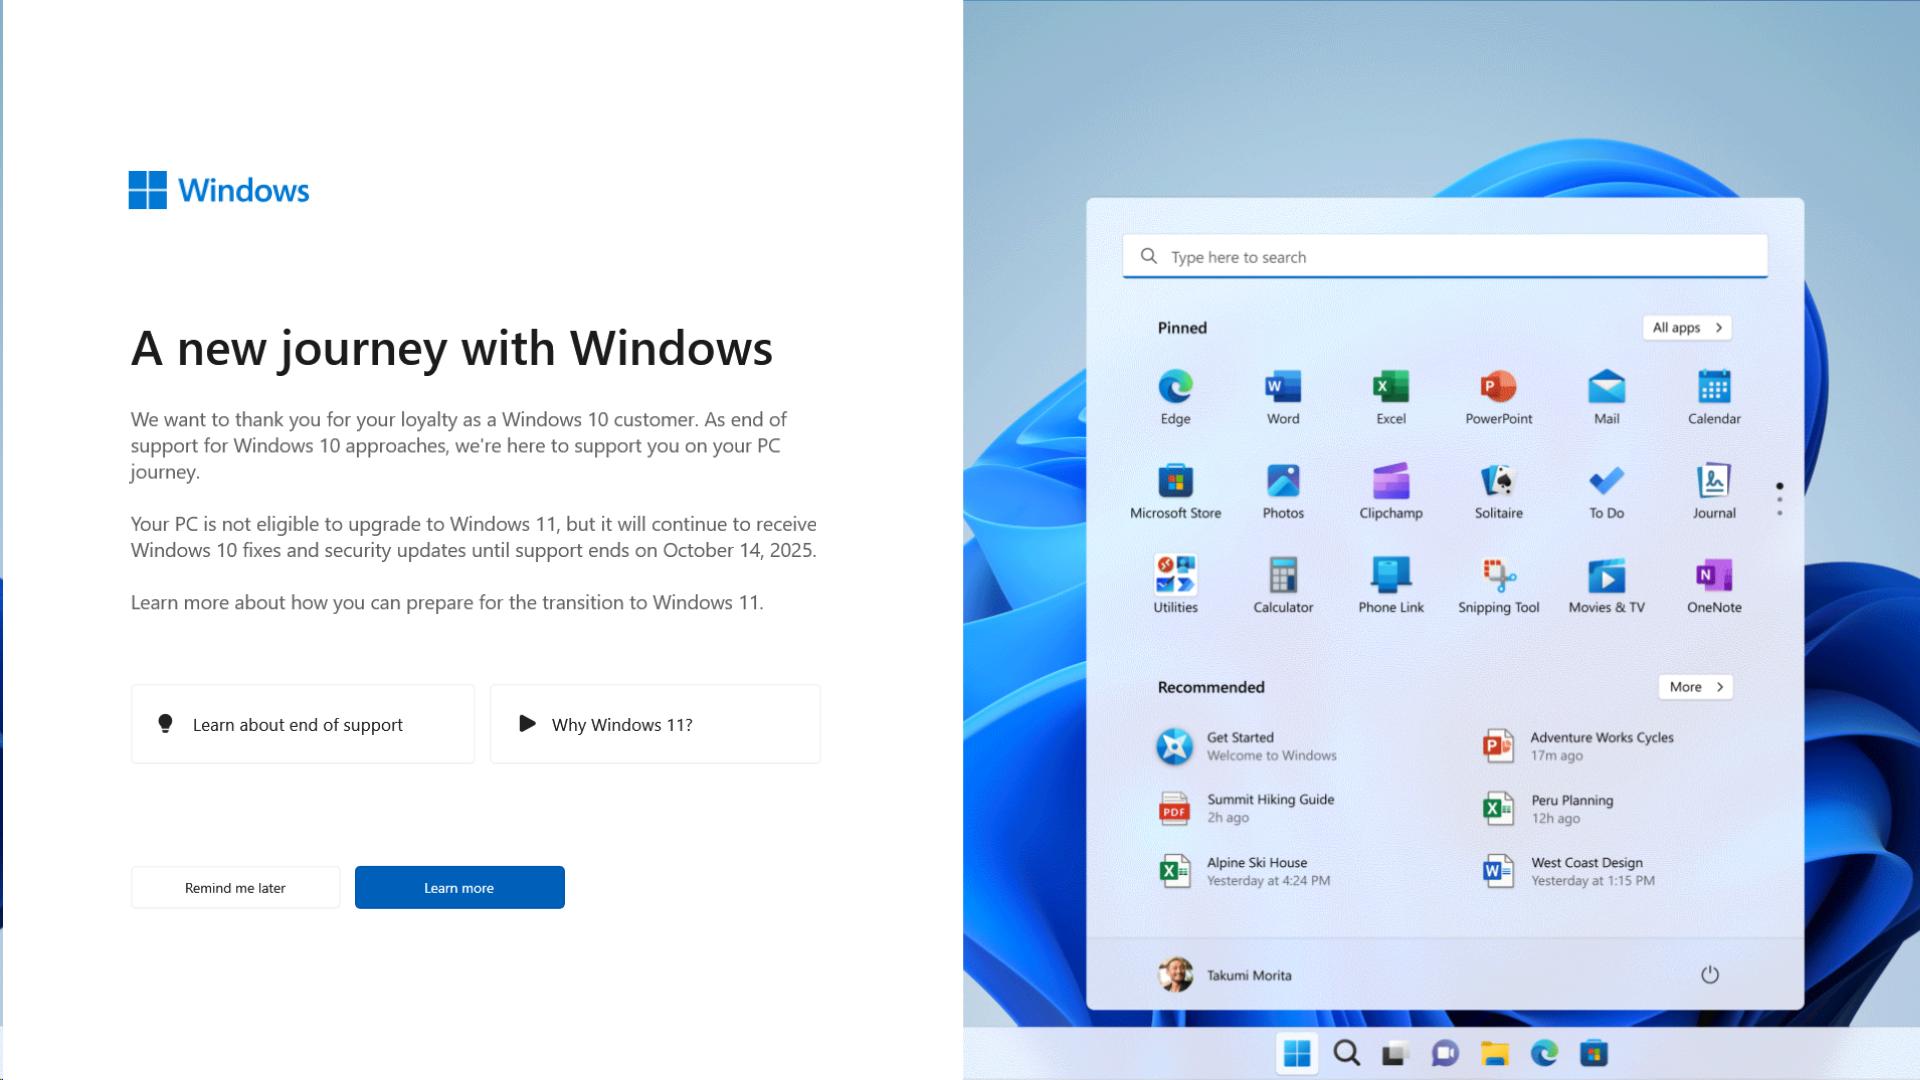 Windows
A new journey with Windows
We want to thank you for your loyalty as a Windows 10 customer. As end of
support for Windows 10 approaches, we're here to support you on your PC
journey.
Your PC is not eligible to upgrade to Windows 11, but it will continue to receive
Windows 10 fixes and security updates until support ends on October 14, 2025.
Learn more about how you can prepare for the transition to Windows 11.
Learn about end of support
Why Windows 11?
Remind me later
Learn more
Type here to search
Pinned
All apps
Edge
Word
Excel
PowerPoint
Mail
Calendar
Microsoft Store
Photos
Clipchamp
Solitaire
To Do
Journal
Utilities
Calculator
Phone Link
Snipping Tool
Movies & TV
OneNote
Recommended
More
Get Started
Welcome to Windows
Adventure Works Cycles
17m ago
PDF
Summit Hiking Guide
2h ago
Peru Planning
12h ago
Alpine Ski House
Yesterday at 4:24 PM
West Coast Design
Yesterday at 1:15 PM
Takumi Morita